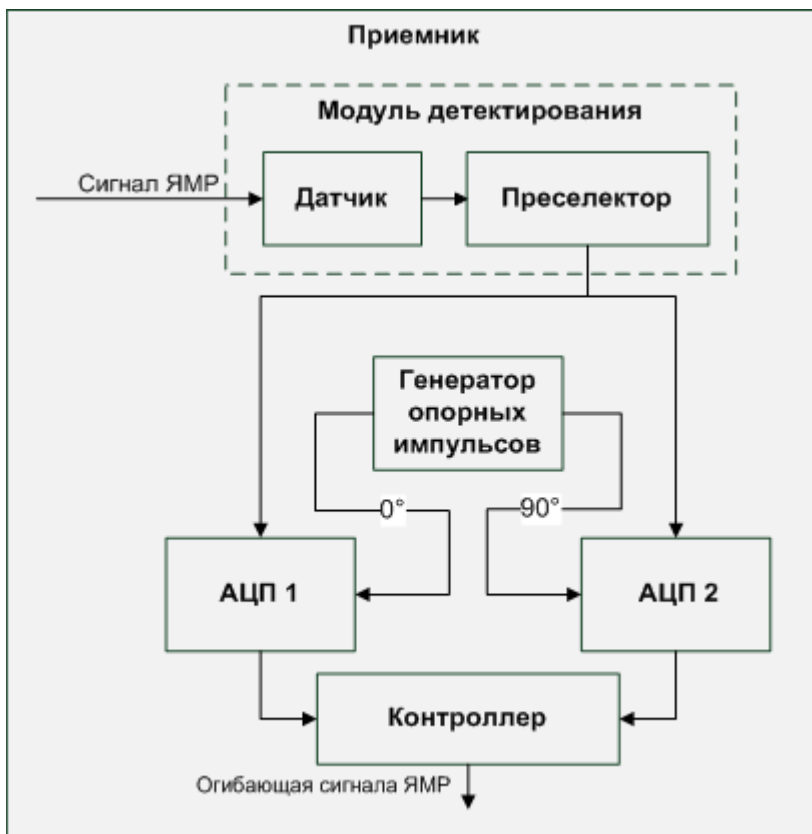 Приемник
Модуль детектирования
Сигнал ЯМР
Датчик
Преселектор
Генератор
опорных
импульсов
0°
90°
АЦП 1
АЦП 2
Контроллер
Огибающая сигнала ЯМР